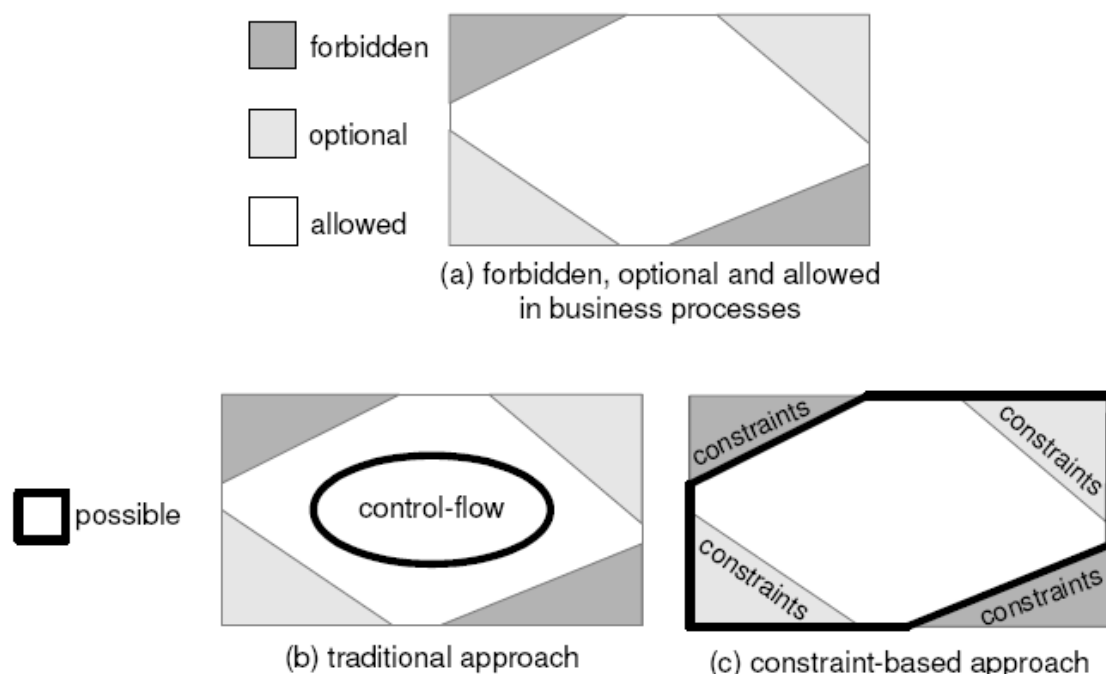 forbidden
optional
allowed
(a) forbidden, optional and allowed
in business processes
possible
control-flow
(b) traditional approach
constraints
constraints
constraints
constraints
(c) constraint-based approach